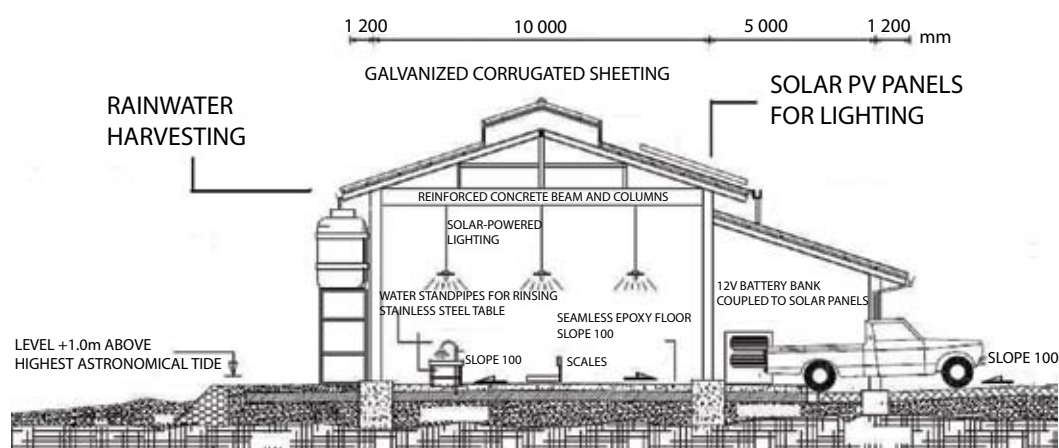 1 200
10 000
5 000
1 200
mm
GALVANIZED CORRUGATED SHEETING
SOLAR PV PANELS
FOR LIGHTING
RAINWATER
HARVESTING
REINFORCED CONCRETE BEAM AND COLUMNS
SOLAR-POWERED
LIGHTING
WATER STANDPIPES FOR RINSING
STAINLESS STEEL TABLE
12V BATTERY BANK
COUPLED TO SOLAR PANELS
SEAMLESS EPOXY FLOOR
SLOPE 100
LEVEL +1.0m ABOVE
HIGHEST ASTRONOMICAL TIDE
SLOPE 100
SCALES
SLOPE 100